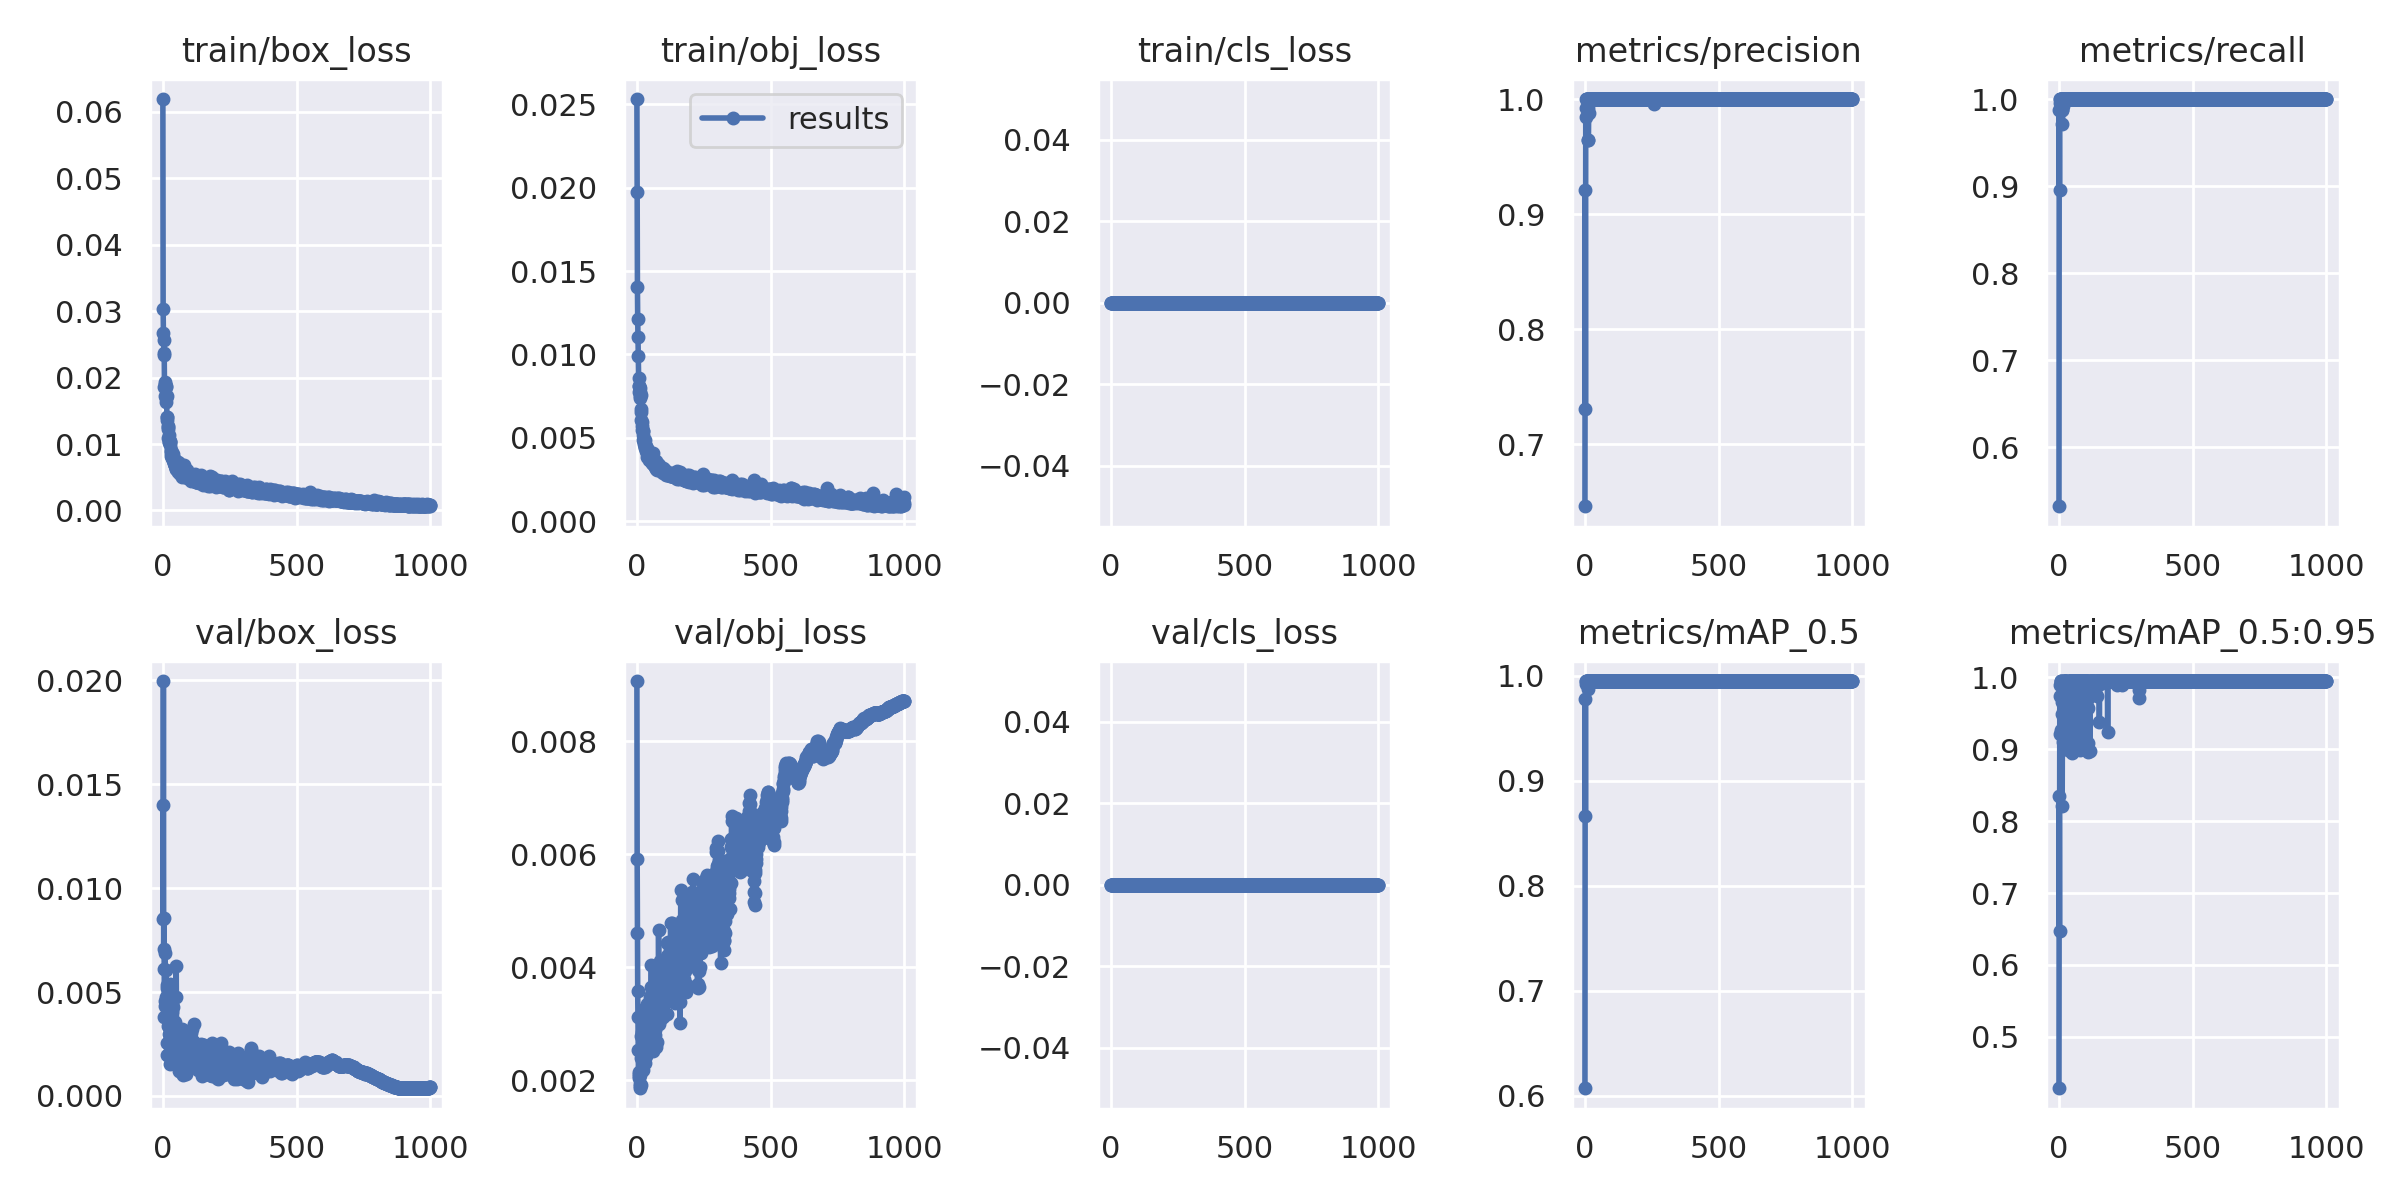 train/box_loss
0.06
0.05
0.04
0.03
0.02
0.01
0.00
0 500 1000
train/obj_loss
results
0.025
0.020
0.015
0.010
0.005
0.000
0 500 1000
train/cls_loss
0.04
0.02
0.00
−0.02
−0.04
0 500 1000
metrics/precision
1.0
0.9
0.8
0.7
0 500 1000
metrics/recall
1.0
0.9
0.8
0.7
0.6
0 500 1000
val/box_loss
0.020
0.015
0.010
0.005
0.000
0 500 1000
val/obj_loss
0.008
0.006
0.004
0.002
0 500 1000
val/cls_loss
0.04
0.02
0.00
−0.02
−0.04
0 500 1000
metrics/mAP_0.5
1.0
0.9
0.8
0.7
0.6
0 500 1000
metrics/mAP_0.5:0.95
1.0
0.9
0.8
0.7
0.6
0.5
0 500 1000